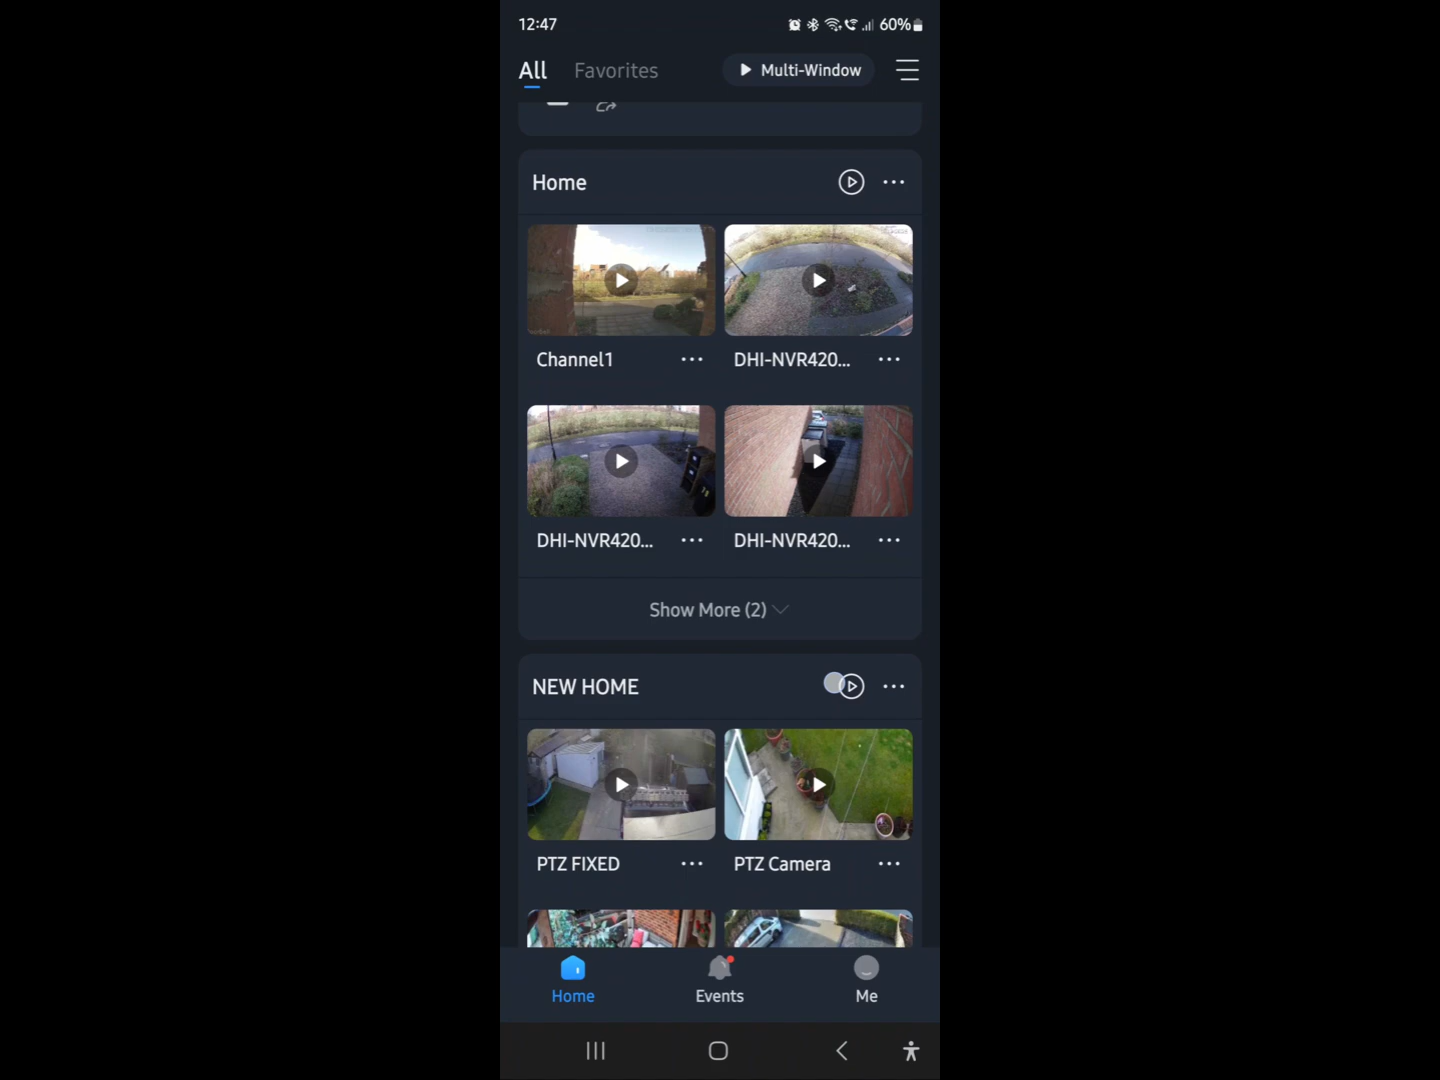 12:47
60%
All
Favorites
Multi-Window
Home
Channel1
DHI-NVR420...
DHI-NVR420...
DHI-NVR420...
Show More (2)
NEW HOME
PTZ FIXED
PTZ Camera
Home
Events
Me